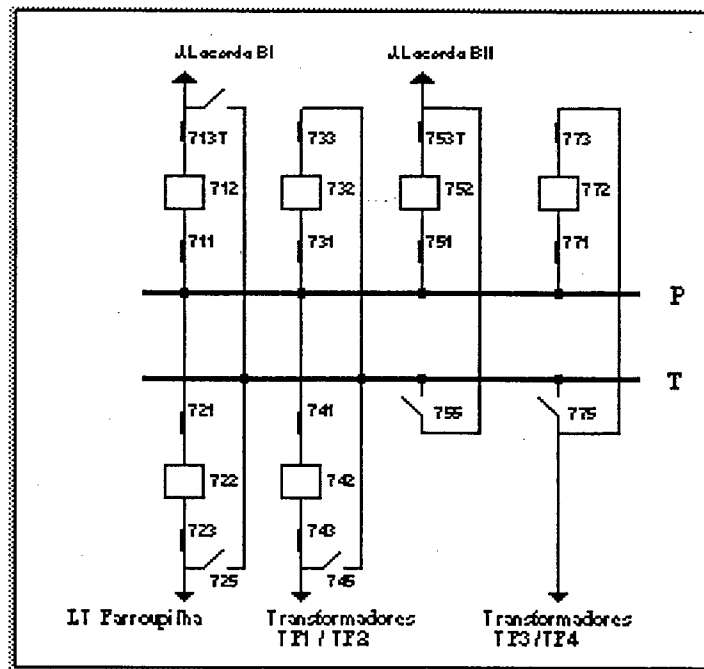 J.Lacerda BI
J.Lacerda BII
713T
733
753T
773
712
732
752
772
711
731
751
771
P
T
721
741
755
775
722
742
723
743
725
745
LT Farroupilha
Transformadores
TF1 / TF2
Transformadores
TF3 / TF4